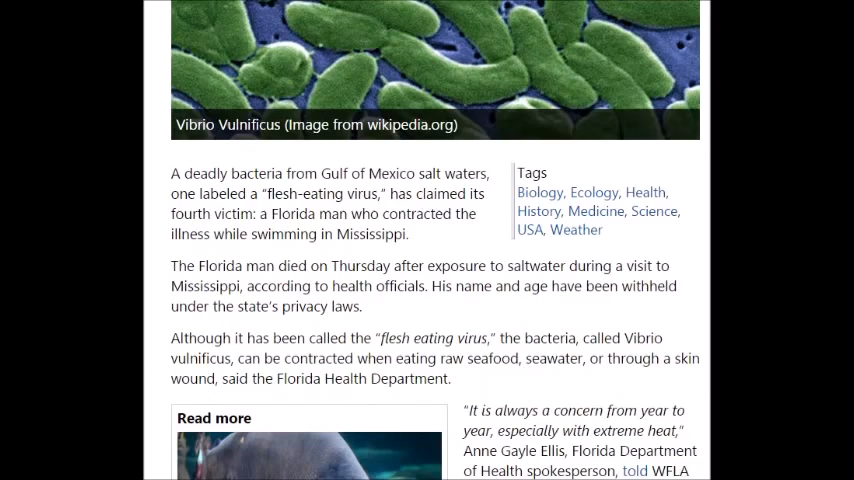 Vibrio Vulnificus (Image from wikipedia.org)
A deadly bacteria from Gulf of Mexico salt waters,
one labeled a “flesh-eating virus,” has claimed its
fourth victim: a Florida man who contracted the
illness while swimming in Mississippi.
Tags
Biology, Ecology, Health,
History, Medicine, Science,
USA, Weather
The Florida man died on Thursday after exposure to saltwater during a visit to
Mississippi, according to health officials. His name and age have been withheld
under the state’s privacy laws.
Although it has been called the “flesh eating virus,” the bacteria, called Vibrio
vulnificus, can be contracted when eating raw seafood, seawater, or through a skin
wound, said the Florida Health Department.
Read more
“It is always a concern from year to
year, especially with extreme heat,”
Anne Gayle Ellis, Florida Department
of Health spokesperson, told WFLA